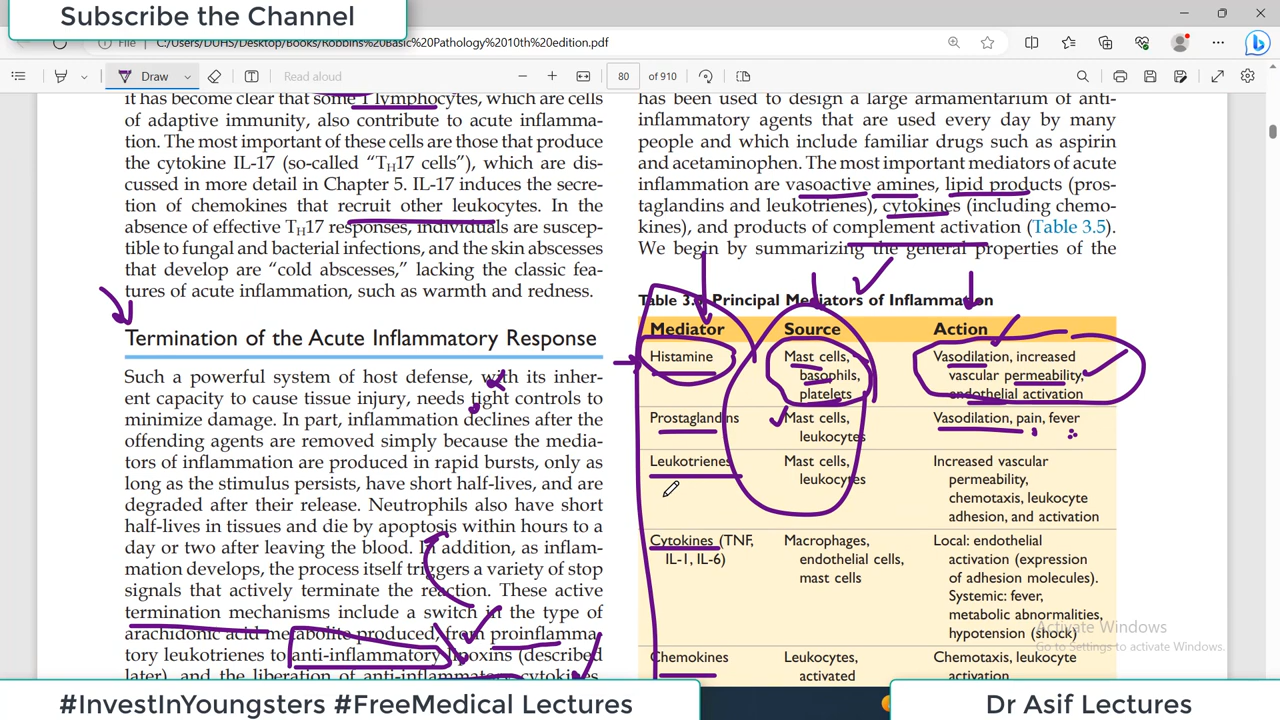 Subscribe the Channel
File
C:/Users/DUHS/Desktop/Books/Robbins%20Basic%20Pathology%2010th%20edition.pdf
Draw
Read aloud
80 of 910
it has become clear that some T lymphocytes, which are cells
of adaptive immunity, also contribute to acute inflamma-
tion. The most important of these cells are those that produce
the cytokine IL-17 (so-called “TH17 cells”), which are dis-
cussed in more detail in Chapter 5. IL-17 induces the secre-
tion of chemokines that recruit other leukocytes. In the
absence of effective TH17 responses, individuals are suscep-
tible to fungal and bacterial infections, and the skin abscesses
that develop are “cold abscesses,” lacking the classic fea-
tures of acute inflammation, such as warmth and redness.
Termination of the Acute Inflammatory Response
Such a powerful system of host defense, with its inher-
ent capacity to cause tissue injury, needs tight controls to
minimize damage. In part, inflammation declines after the
offending agents are removed simply because the media-
tors of inflammation are produced in rapid bursts, only as
long as the stimulus persists, have short half-lives, and are
degraded after their release. Neutrophils also have short
half-lives in tissues and die by apoptosis within hours to a
day or two after leaving the blood. In addition, as inflam-
mation develops, the process itself triggers a variety of stop
signals that actively terminate the reaction. These active
termination mechanisms include a switch in the type of
arachidonic acid metabolite produced, from proinflamma-
tory leukotrienes to anti-inflammatory lipoxins (described
later), and the liberation of anti-inflammatory cytokines,
has been used to design a large armamentarium of anti-
inflammatory agents that are used every day by many
people and which include familiar drugs such as aspirin
and acetaminophen. The most important mediators of acute
inflammation are vasoactive amines, lipid products (pros-
taglandins and leukotrienes), cytokines (including chemo-
kines), and products of complement activation (Table 3.5).
We begin by summarizing the general properties of the
Table 3.5 Principal Mediators of Inflammation
Mediator Source Action
Histamine Mast cells, Vasodilation, increased
basophils, vascular permeability,
platelets endothelial activation
Prostaglandins Mast cells, Vasodilation, pain, fever
leukocytes
Leukotrienes Mast cells, Increased vascular
leukocytes permeability,
chemotaxis, leukocyte
adhesion, and activation
Cytokines (TNF, Macrophages, Local: endothelial
IL-1, IL-6) endothelial cells, activation (expression
mast cells of adhesion molecules).
Systemic: fever,
metabolic abnormalities,
hypotension (shock)
Chemokines Leukocytes, Chemotaxis, leukocyte
activated activation
Activate Windows
Go to Settings to activate Windows.
#InvestInYoungsters #FreeMedical Lectures
Dr Asif Lectures